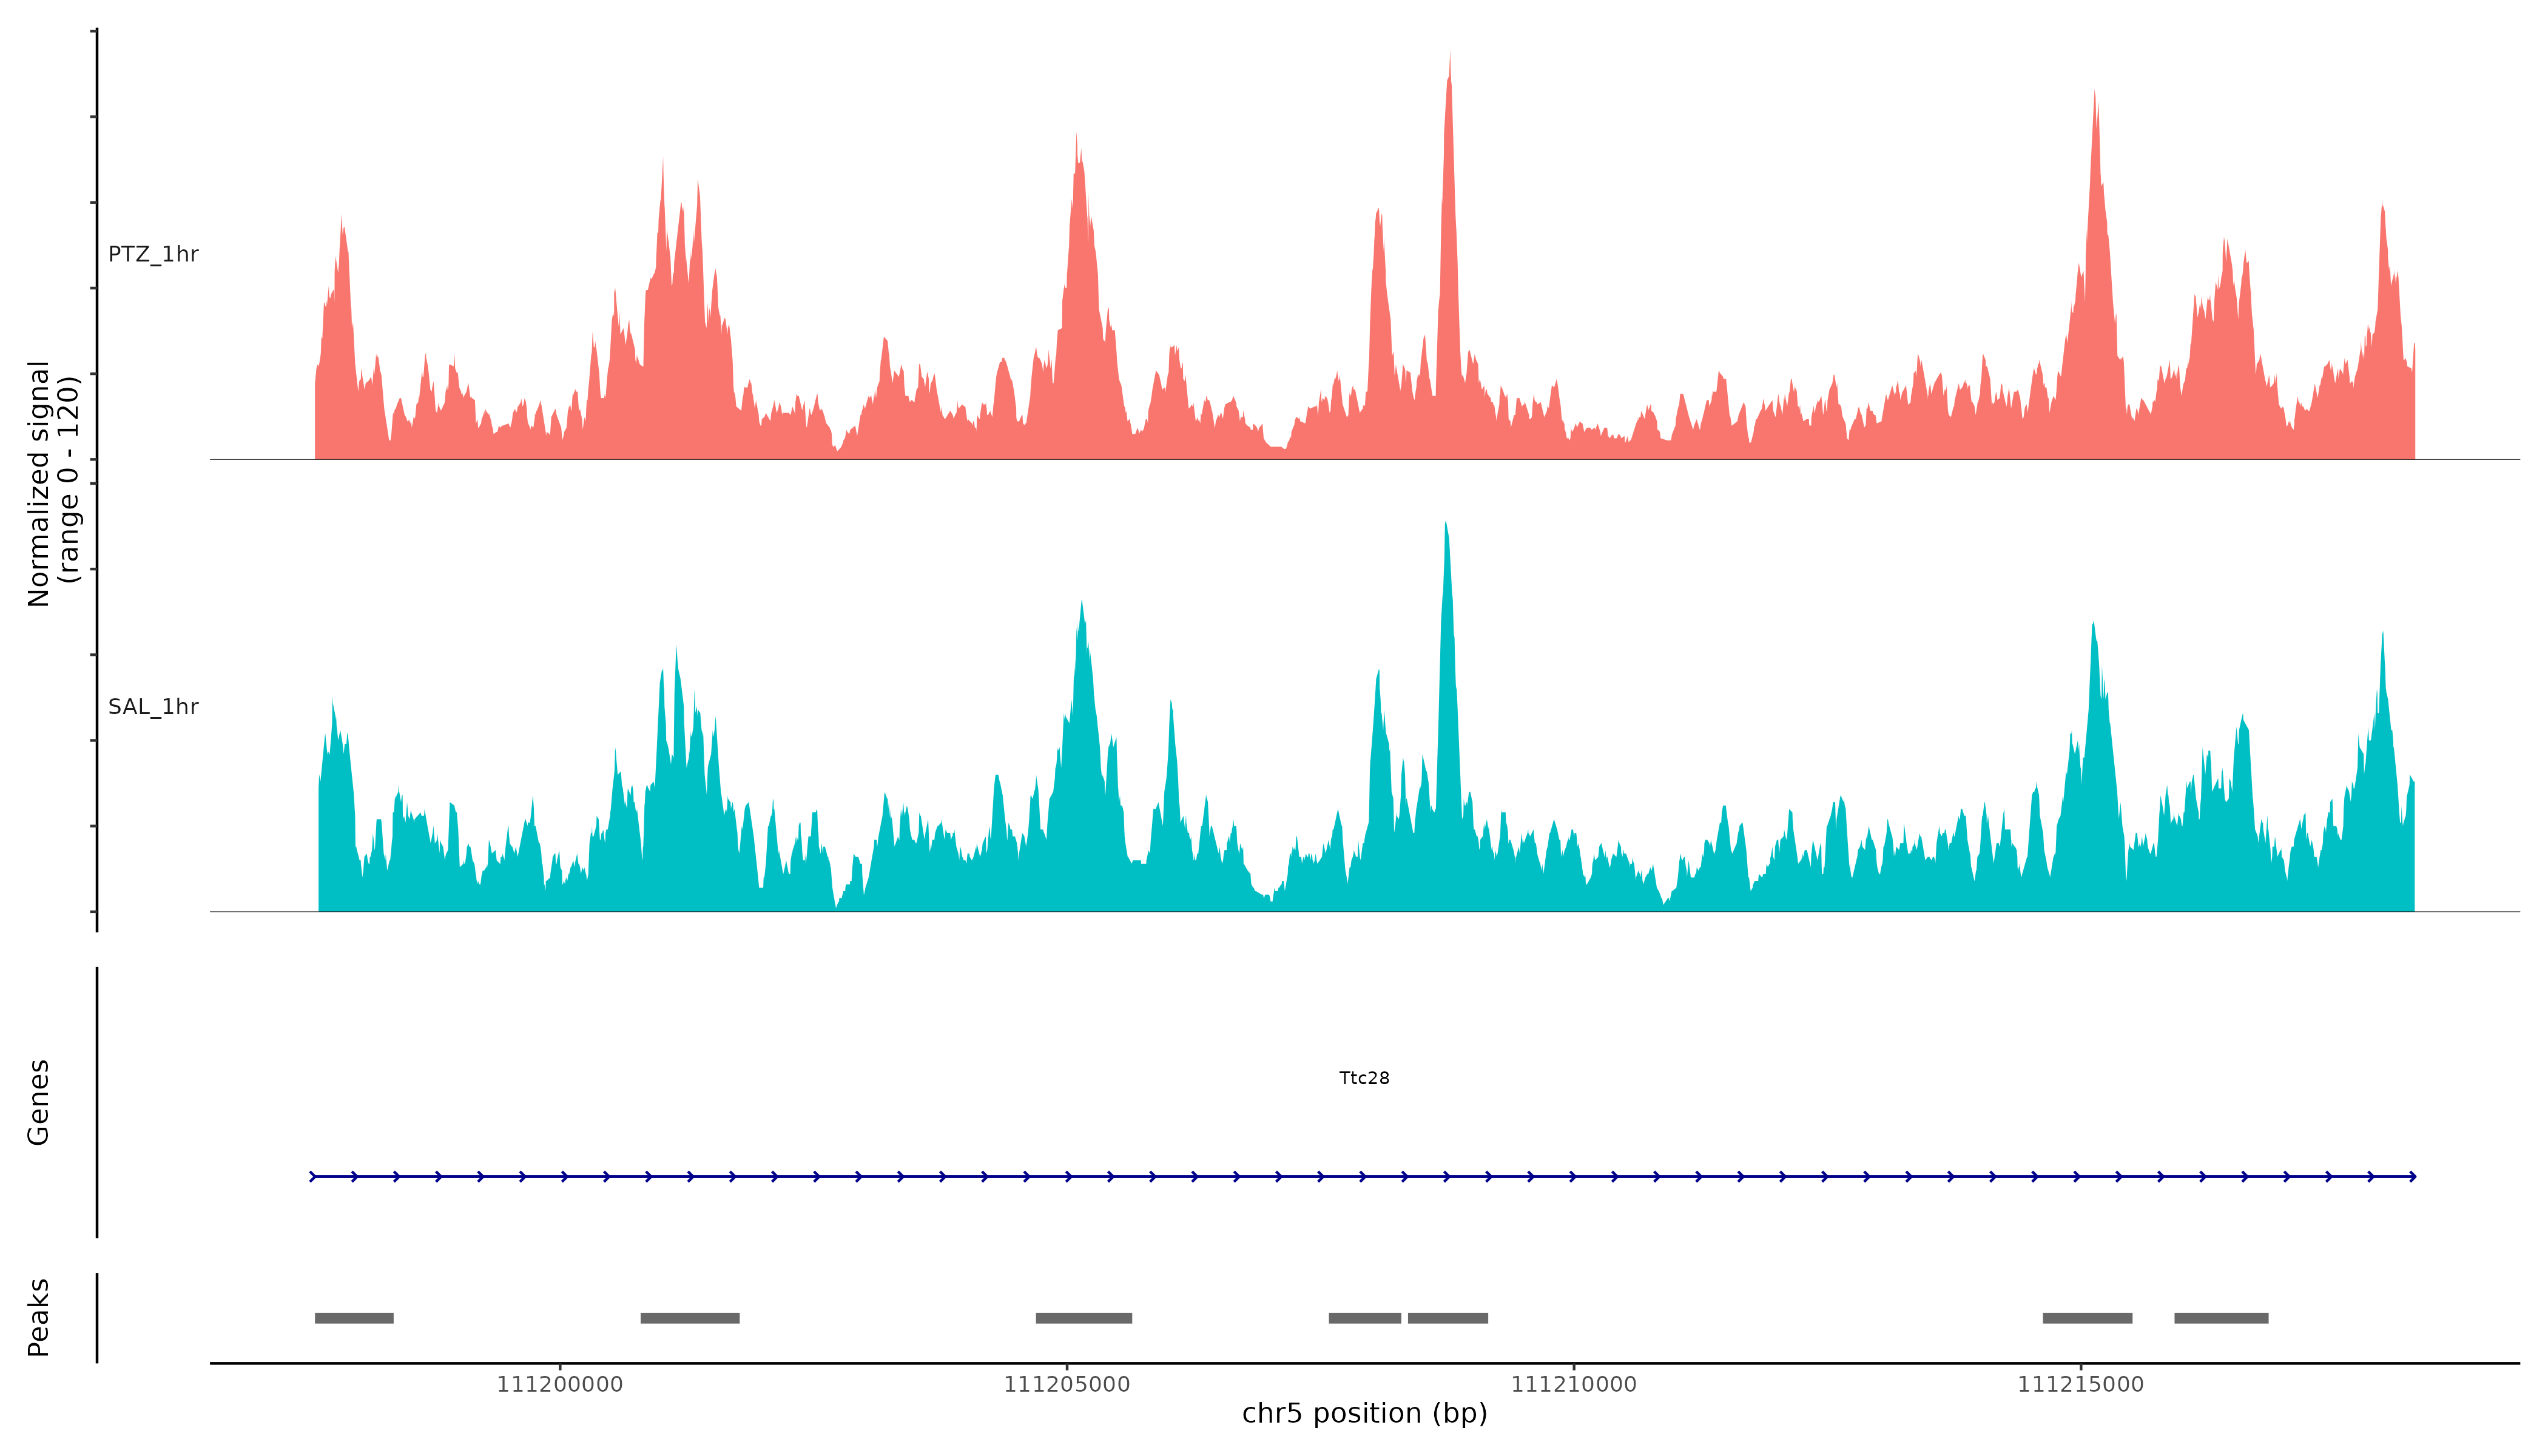 Normalized signal
(range 0 - 120)
PTZ_1hr
SAL_1hr
Genes
Ttc28
Peaks
111200000
111205000
111210000
111215000
chr5 position (bp)